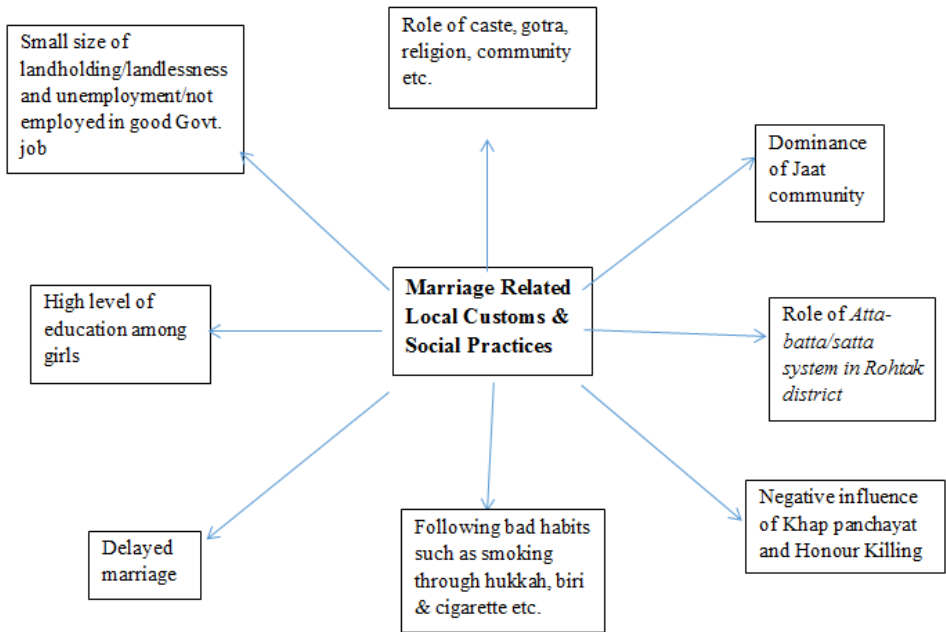 Small size of
landholding/landlessness
and unemployment/not
employed in good Govt.
job
Role of caste, gotra,
religion, community
etc.
Dominance
of Jaat
community
Marriage Related
Local Customs &
Social Practices
High level of
education among
girls
Role of Atta-
batta/satta
system in Rohtak
district
Delayed
marriage
Following bad habits
such as smoking
through hukkah, biri
& cigarette etc.
Negative influence
of Khap panchayat
and Honour Killing